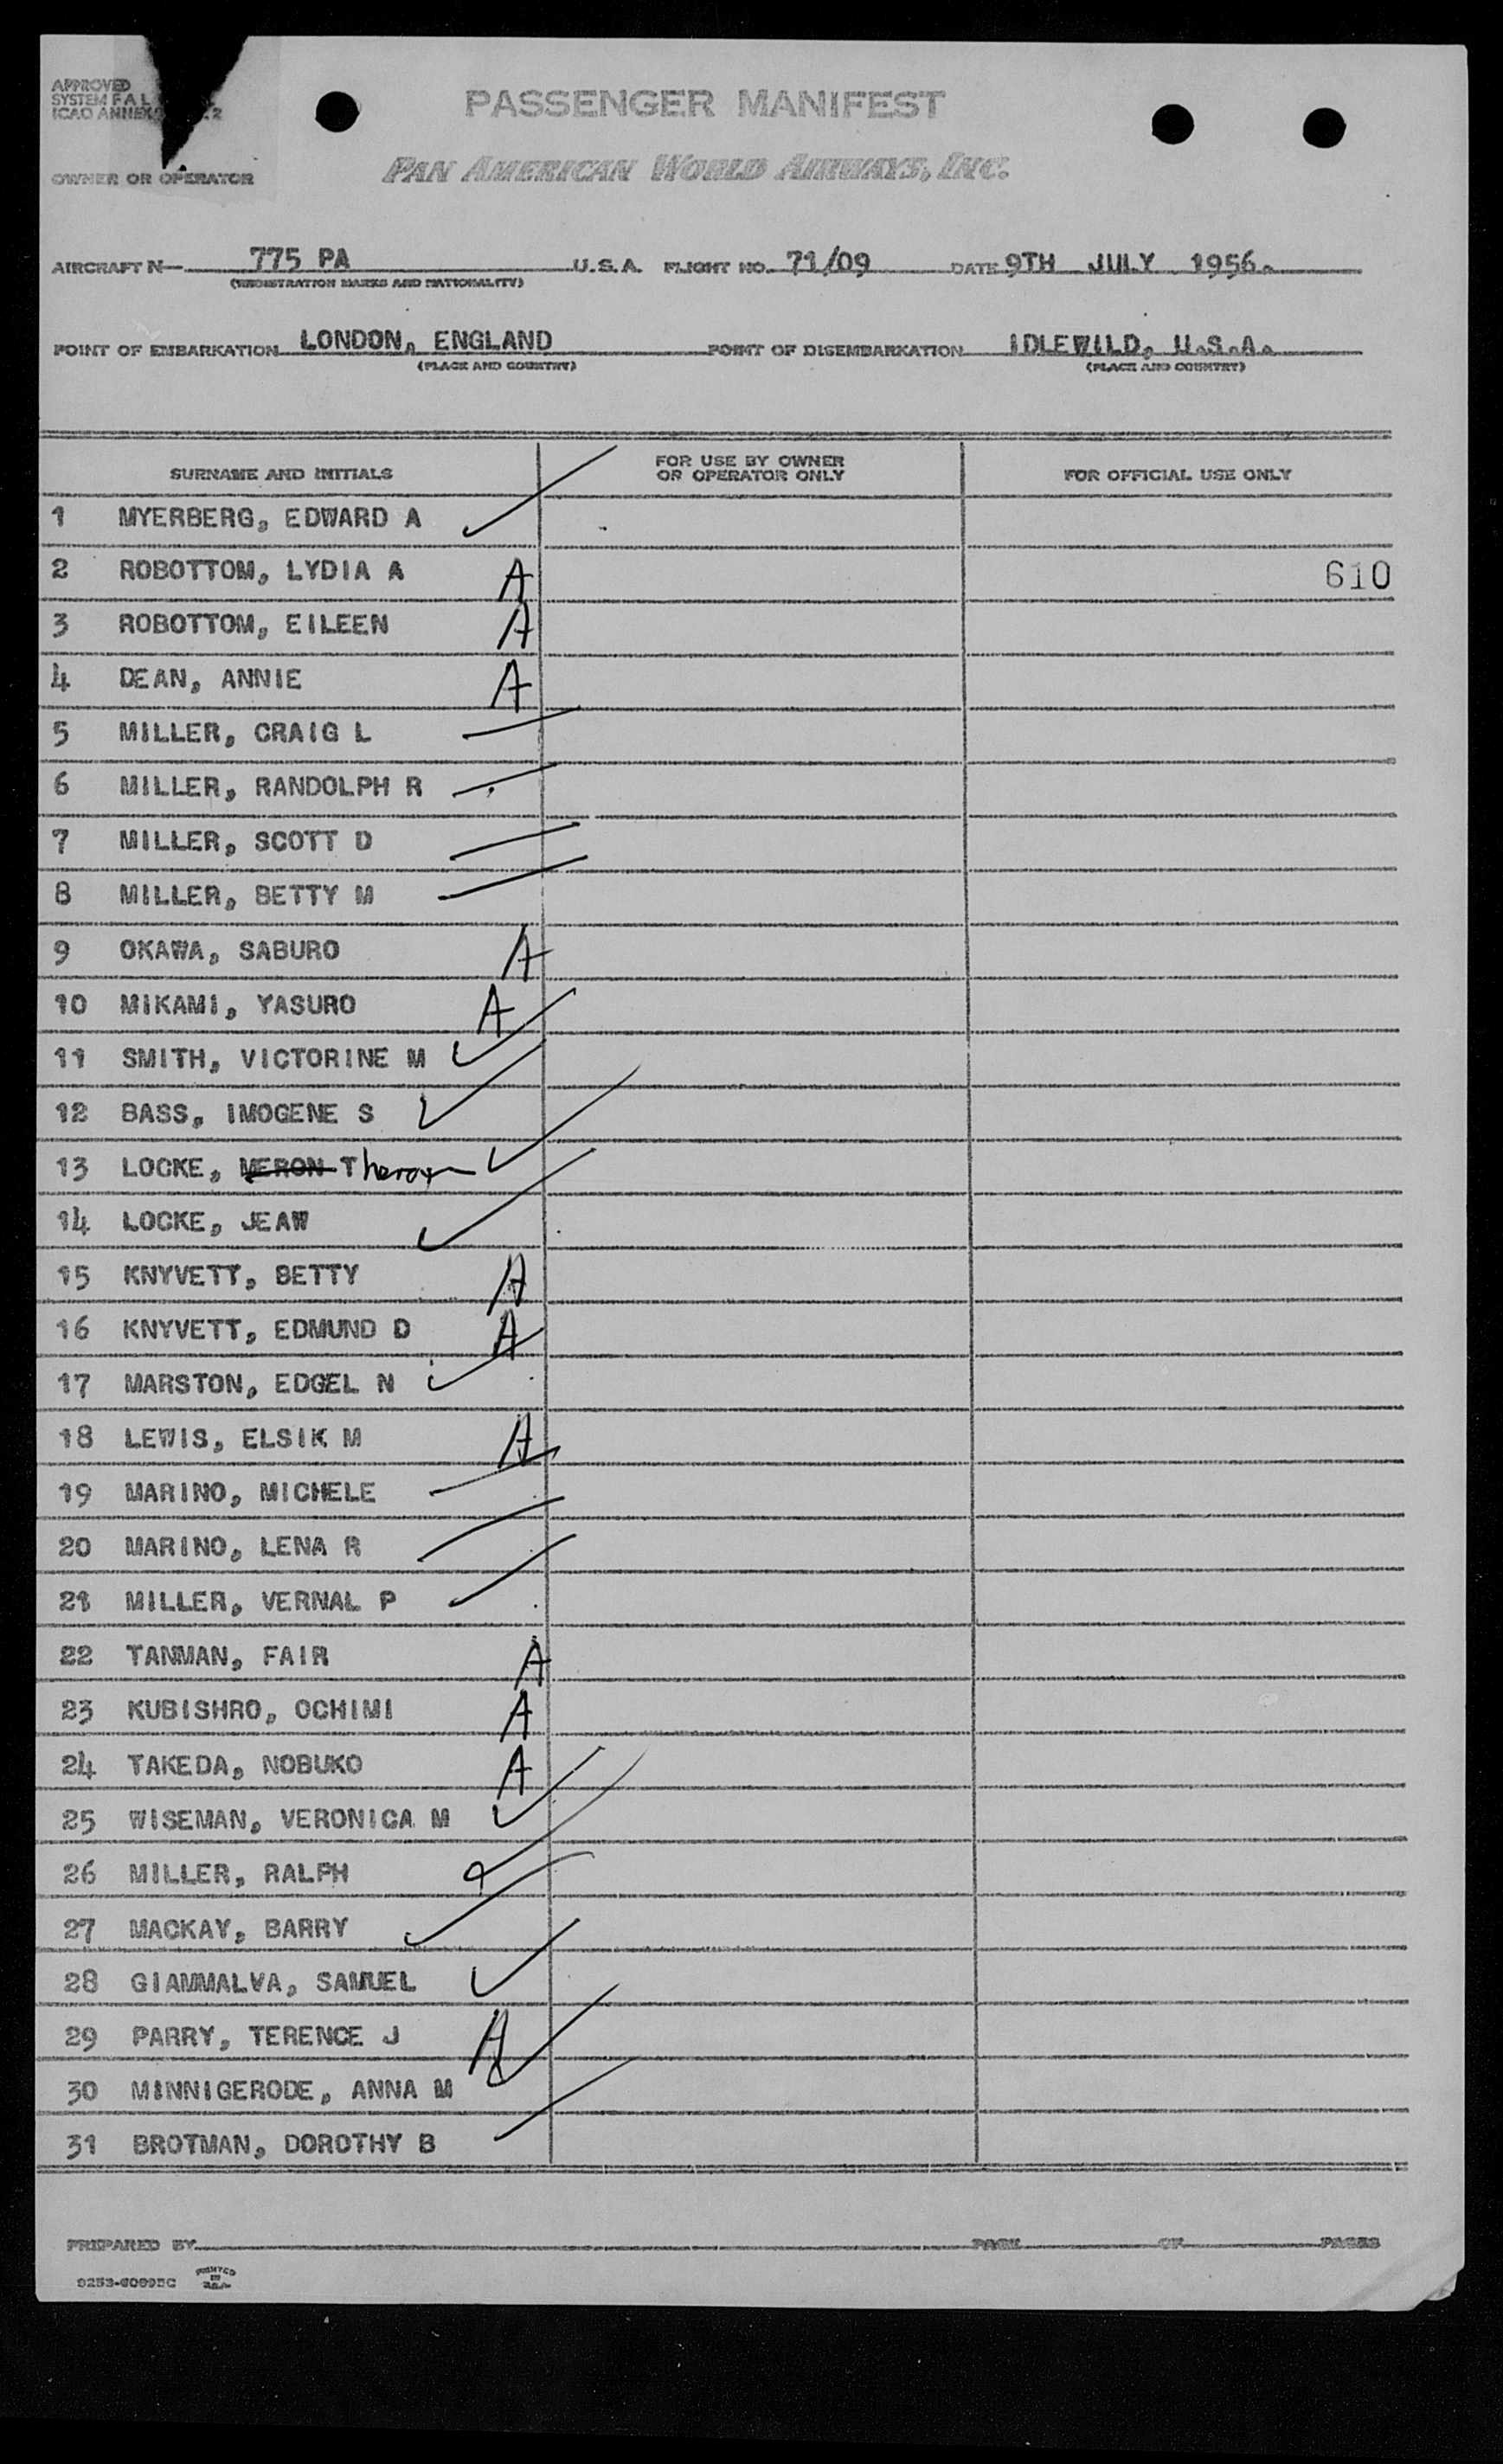 APPROVED
SYSTEM F A L
ICAO ANNEX 2
OWNER OR OPERATOR
PASSENGER MANIFEST
PAN AMERICAN WORLD AIRWAYS, INC.
AIRCRAFT N— 775 PA U.S.A. FLIGHT NO. 71/09 DATE 9TH JULY 1956.
(REGISTRATION MARKS AND NATIONALITY)
POINT OF EMBARKATION LONDON, ENGLAND POINT OF DISEMBARKATION IDLEWILD, U.S.A.
(PLACE AND COUNTRY) (PLACE AND COUNTRY)
SURNAME AND INITIALS FOR USE BY OWNER OR OPERATOR ONLY FOR OFFICIAL USE ONLY
1 MYERBERG, EDWARD A
2 ROBOTTOM, LYDIA A A 610
3 ROBOTTOM, EILEEN A
4 DEAN, ANNIE A
5 MILLER, CRAIG L
6 MILLER, RANDOLPH R
7 MILLER, SCOTT D
8 MILLER, BETTY M
9 OKAWA, SABURO A
10 MIKAMI, YASURO A
11 SMITH, VICTORINE M
12 BASS, IMOGENE S
13 LOCKE, MERON Theron
14 LOCKE, JEAW
15 KNYVETT, BETTY A
16 KNYVETT, EDMUND D A
17 MARSTON, EDGEL N
18 LEWIS, ELSIK M A
19 MARINO, MICHELE
20 MARINO, LENA R
21 MILLER, VERNAL P
22 TANMAN, FAIR A
23 KUBISHRO, OCHIMI A
24 TAKEDA, NOBUKO A
25 WISEMAN, VERONICA M
26 MILLER, RALPH
27 MACKAY, BARRY
28 GIAMMALVA, SAMUEL
29 PARRY, TERENCE J A
30 MINNIGERODE, ANNA M
31 BROTMAN, DOROTHY B
PREPARED BY PAGE OF PAGES
PRINTED IN U.S.A.